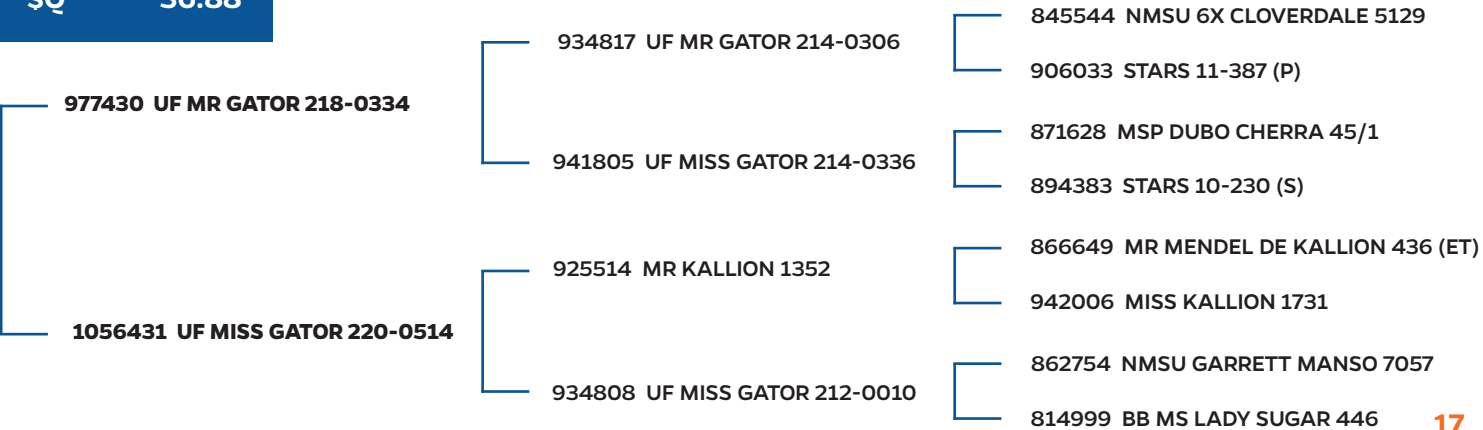 $Q 36.88
845544 NMSU 6X CLOVERDALE 5129
934817 UF MR GATOR 214-0306
906033 STARS 11-387 (P)
977430 UF MR GATOR 218-0334
871628 MSP DUBO CHERRA 45/1
941805 UF MISS GATOR 214-0336
894383 STARS 10-230 (S)
866649 MR MENDEL DE KALLION 436 (ET)
925514 MR KALLION 1352
942006 MISS KALLION 1731
1056431 UF MISS GATOR 220-0514
862754 NMSU GARRETT MANSO 7057
934808 UF MISS GATOR 212-0010
814999 BB MS LADY SUGAR 446
17